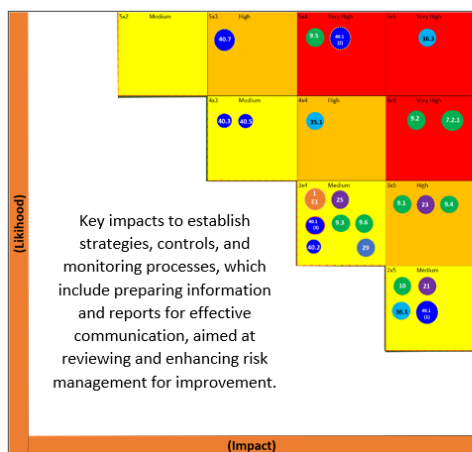 5x2 Medium
5x3 High
5x4 Very High
5x5 Very High
40.7
9.5
40.1
(2)
36.3
4x3 Medium
4x4 High
4x5 Very High
40.3
40.5
35.1
9.2
7.2.1
3x4 Medium
3x5 High
1
E1
25
9.1
23
9.4
40.1
(3)
9.3
9.6
40.2
29
2x5 Medium
10
21
36.1
40.1
(1)
Key impacts to establish
strategies, controls, and
monitoring processes, which
include preparing information
and reports for effective
communication, aimed at
reviewing and enhancing risk
management for improvement.
(Likihood)
(Impact)